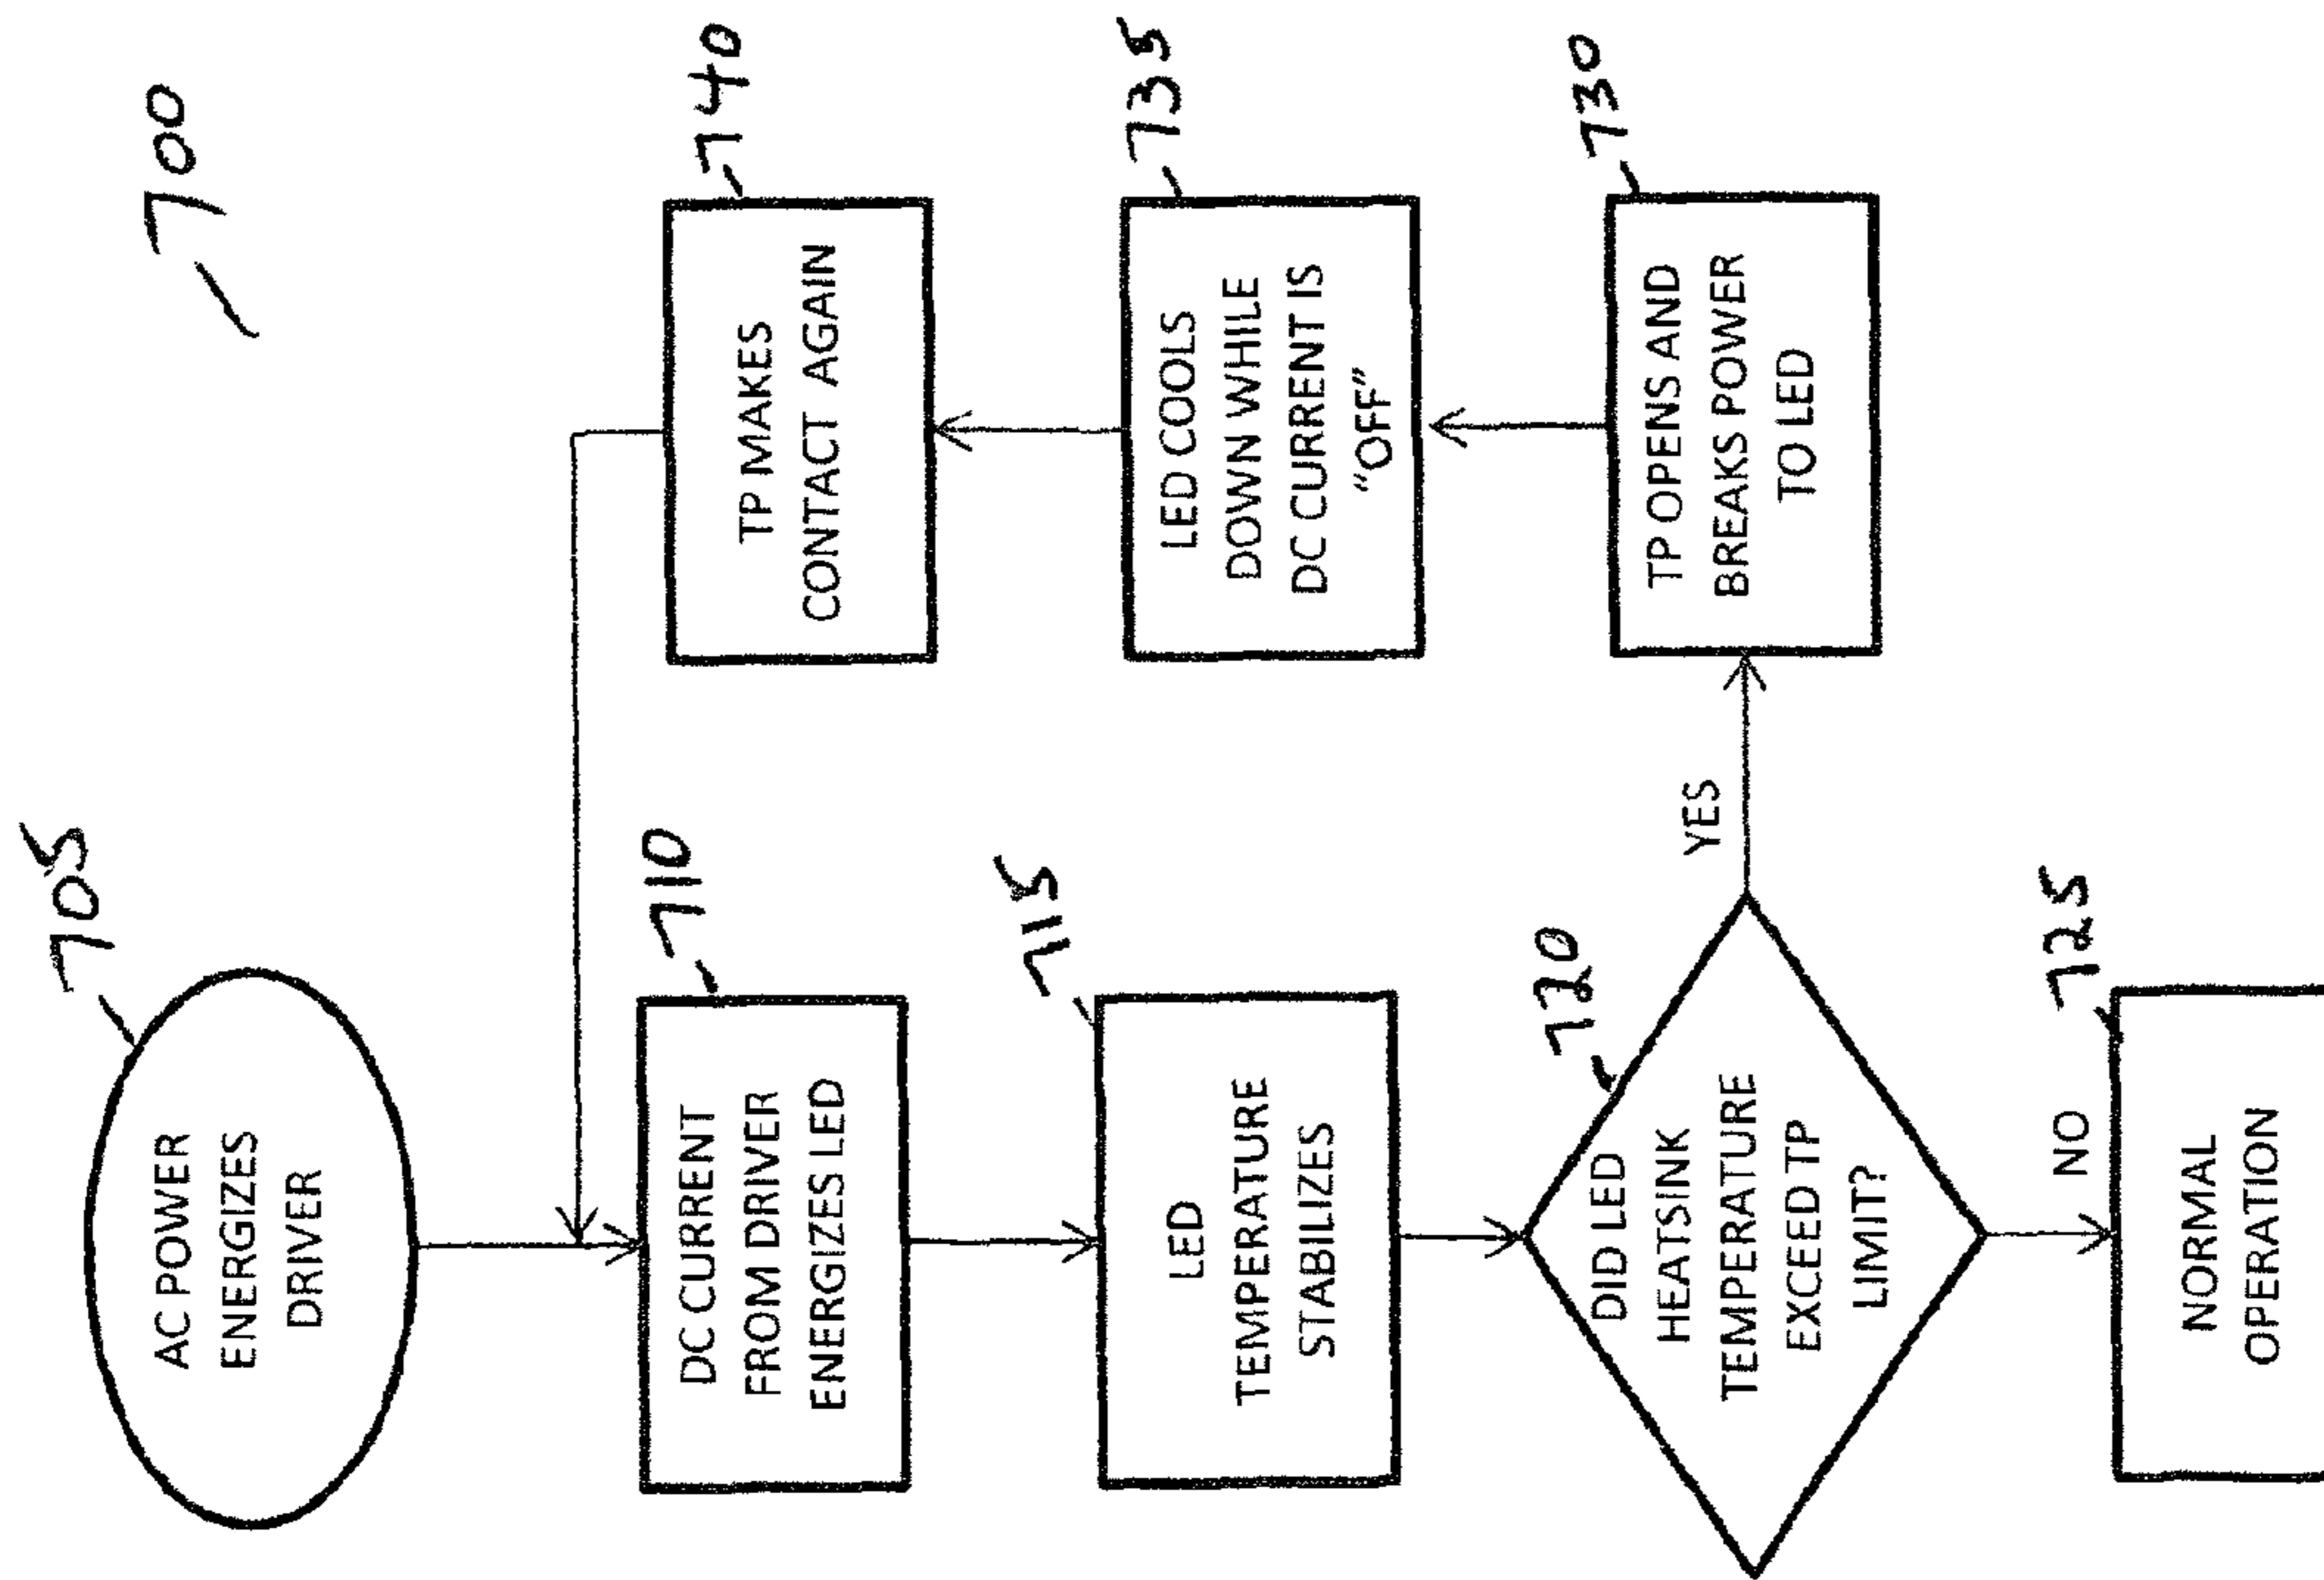 700
705
AC POWER
ENERGIZES
DRIVER
710
DC CURRENT
FROM DRIVER
ENERGIZES LED
715
LED
TEMPERATURE
STABILIZES
720
DID LED
HEATSINK
TEMPERATURE
EXCEED TP
LIMIT?
YES
NO
725
NORMAL
OPERATION
730
TP OPENS AND
BREAKS POWER
TO LED
735
LED COOLS
DOWN WHILE
DC CURRENT IS
“OFF”
740
TP MAKES
CONTACT AGAIN